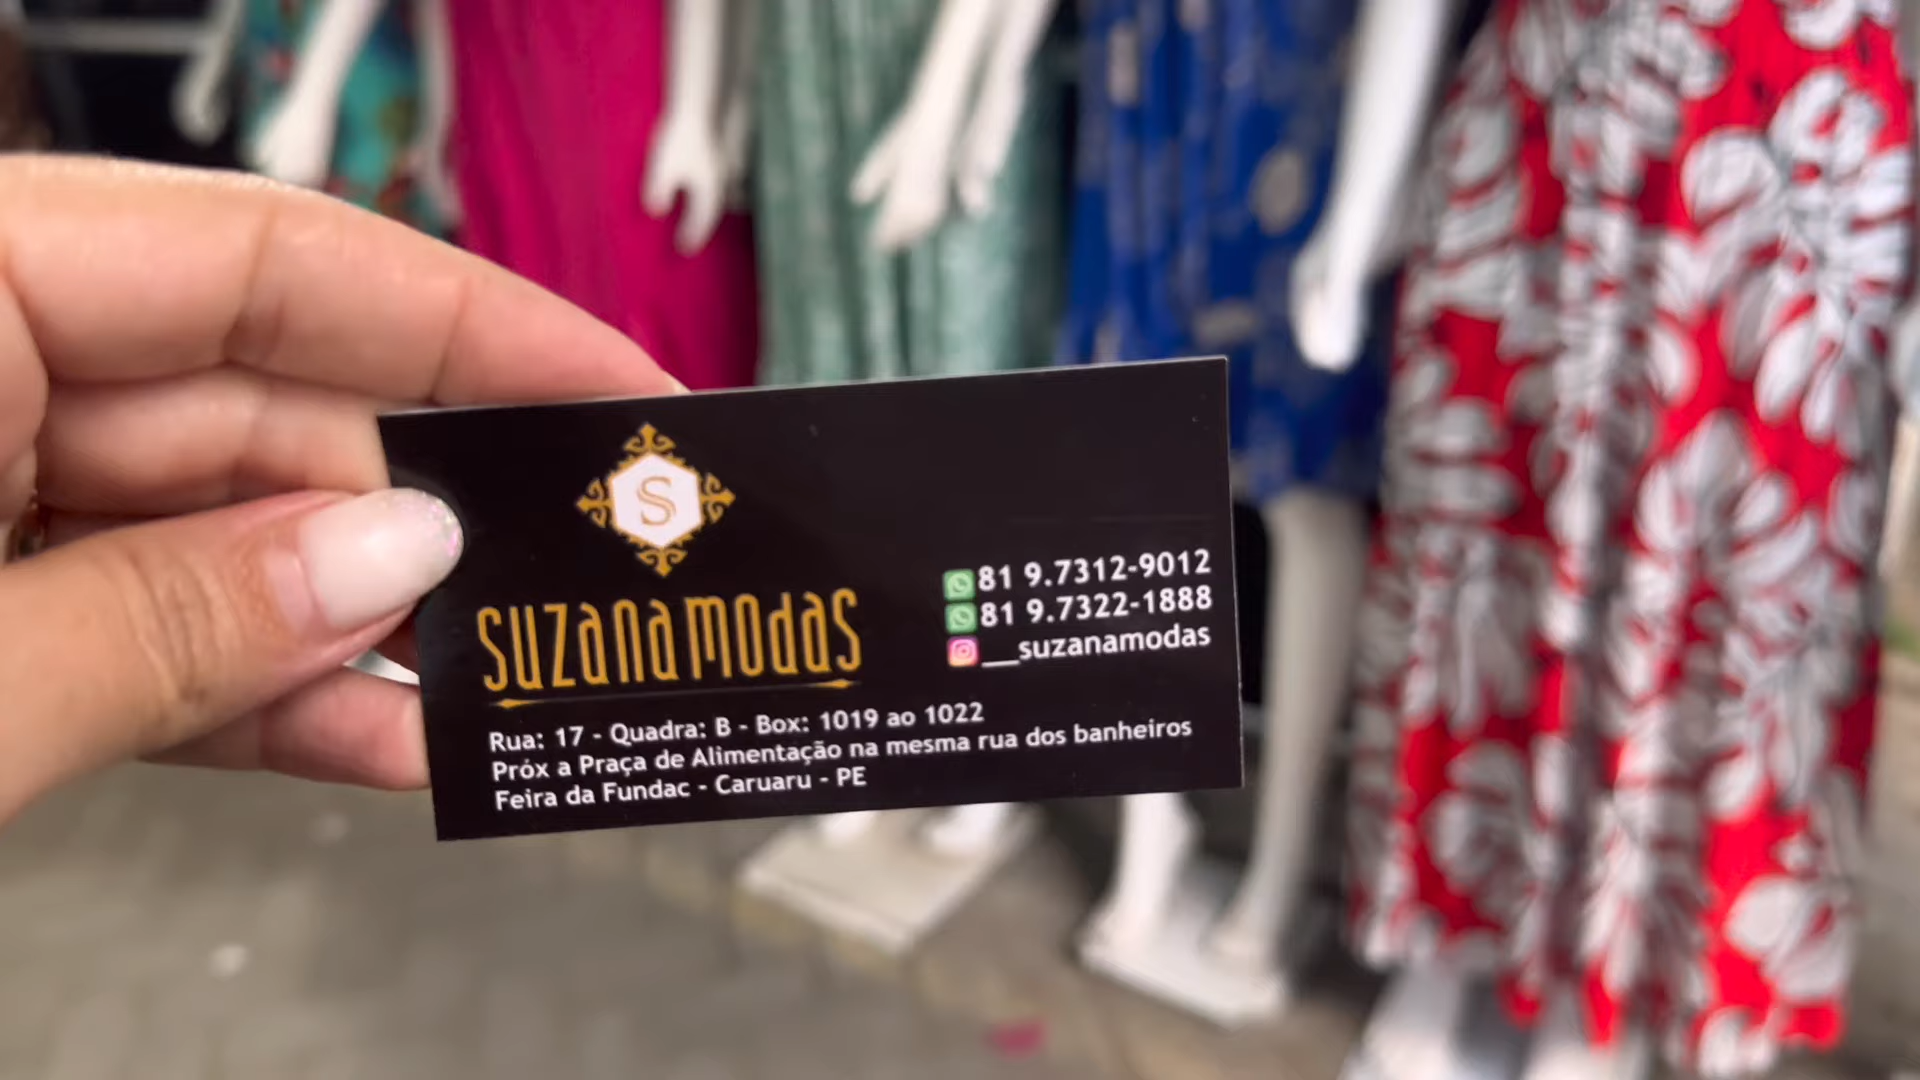 S
suzanamodas
81 9.7312-9012
81 9.7322-1888
__suzanamodas
Rua: 17 - Quadra: B - Box: 1019 ao 1022
Próx a Praça de Alimentação na mesma rua dos banheiros
Feira da Fundac - Caruaru - PE